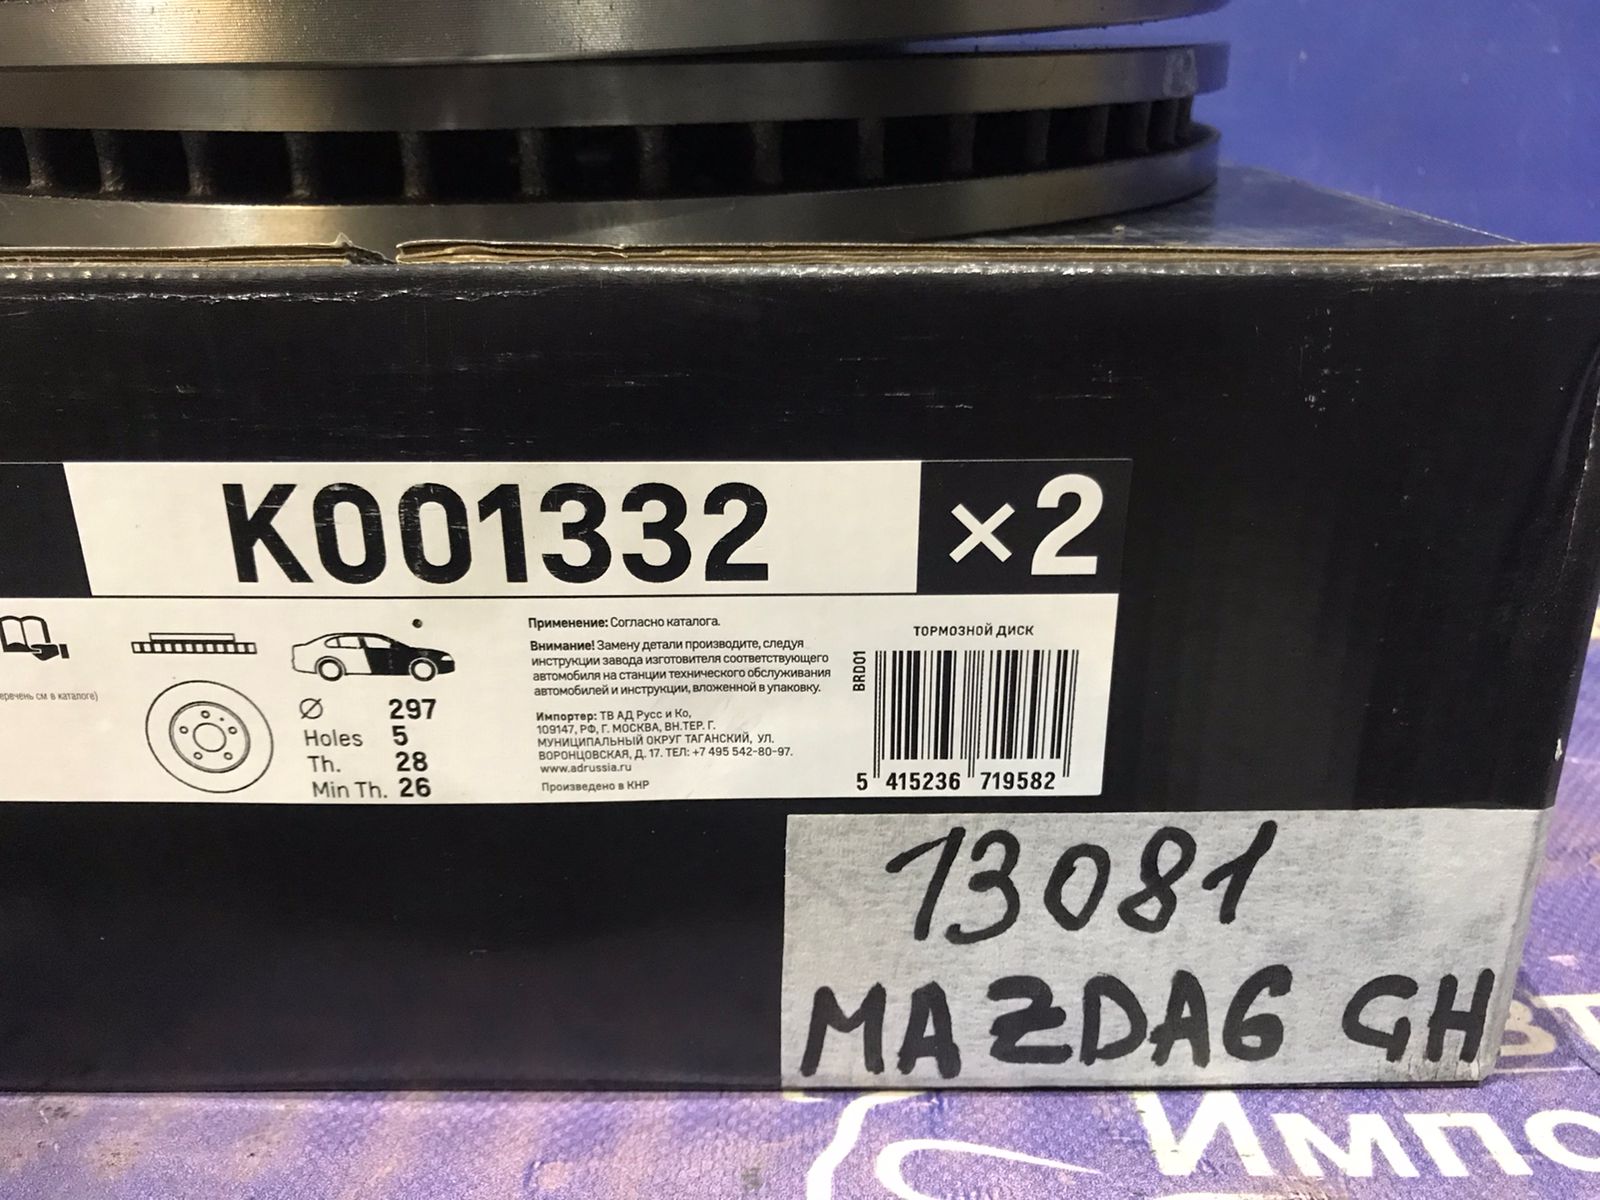 K001332
×2
еречень см в каталоге)
Ø 297
Holes 5
Th. 28
Min Th. 26
Применение: Согласно каталога.
Внимание! Замену детали производите, следуя
инструкции завода изготовителя соответствующего
автомобиля на станции технического обслуживания
автомобилей и инструкции, вложенной в упаковку.
Импортер: ТВ АД Русс и Ко,
109147, РФ, Г. МОСКВА, ВН.ТЕР. Г.
МУНИЦИПАЛЬНЫЙ ОКРУГ ТАГАНСКИЙ, УЛ.
ВОРОНЦОВСКАЯ, Д. 17. ТЕЛ: +7 495 542-80-97.
www.adrussia.ru
Произведено в КНР
ТОРМОЗНОЙ ДИСК
BRD01
5 415236 719582
13081
MAZDA6 GH
Импо